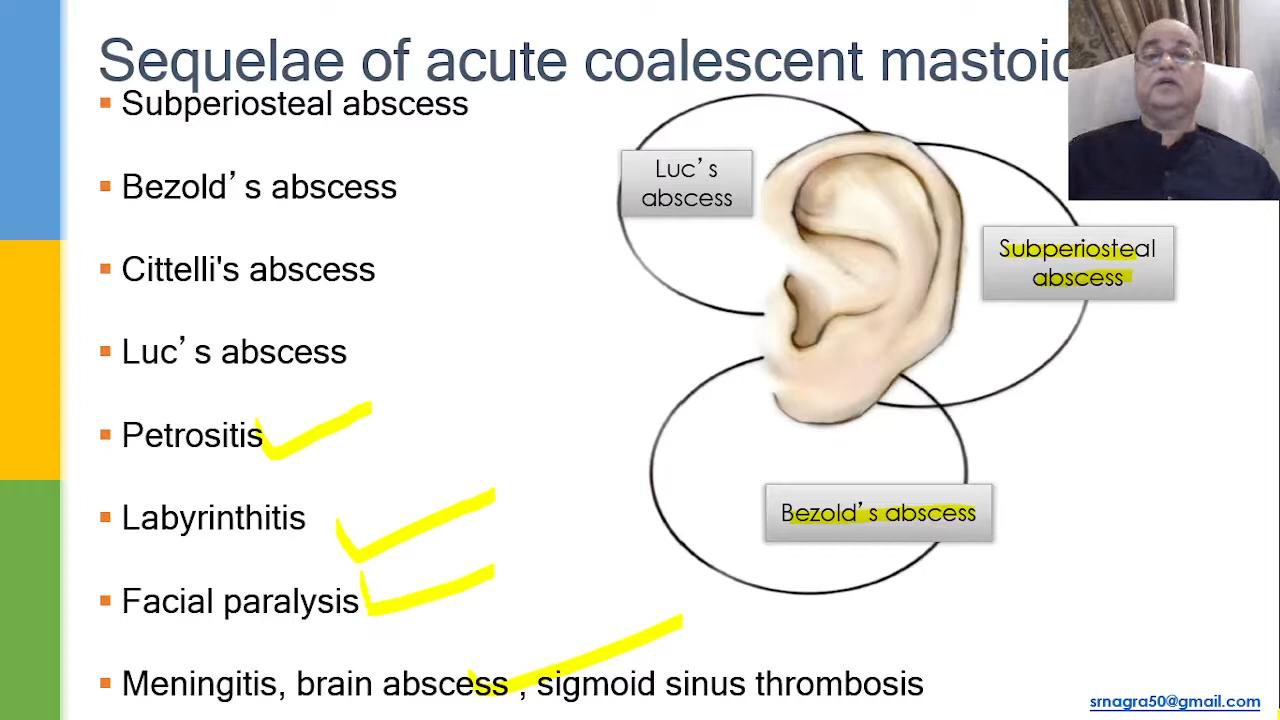 Sequelae of acute coalescent mastoid
Subperiosteal abscess
Bezold’s abscess
Cittelli's abscess
Luc’s abscess
Petrositis
Labyrinthitis
Facial paralysis
Meningitis, brain abscess , sigmoid sinus thrombosis
Luc’s
abscess
Subperiosteal
abscess
Bezold’s abscess
srnagra50@gmail.com